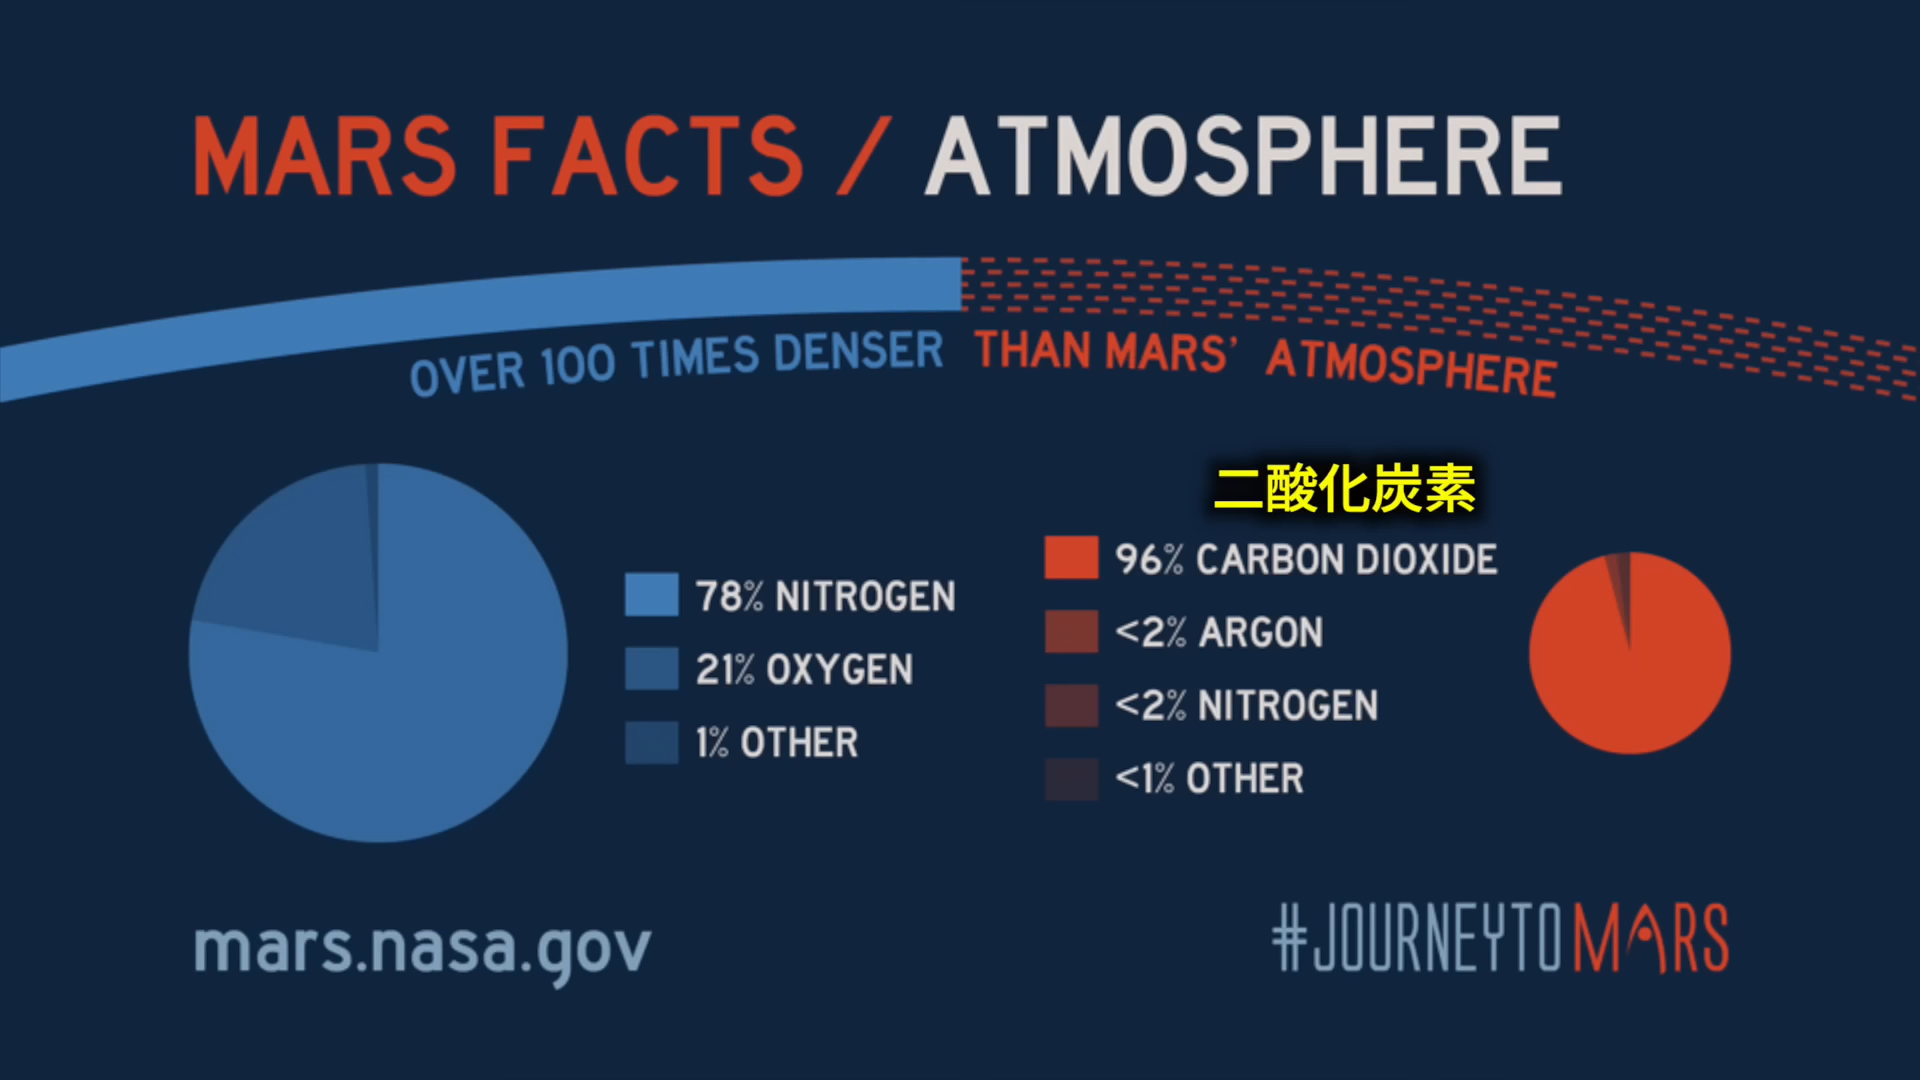 MARS FACTS / ATMOSPHERE
OVER 100 TIMES DENSER THAN MARS’ ATMOSPHERE
78% NITROGEN
21% OXYGEN
1% OTHER
二酸化炭素
96% CARBON DIOXIDE
<2% ARGON
<2% NITROGEN
<1% OTHER
mars.nasa.gov
#JOURNEYTOMARS